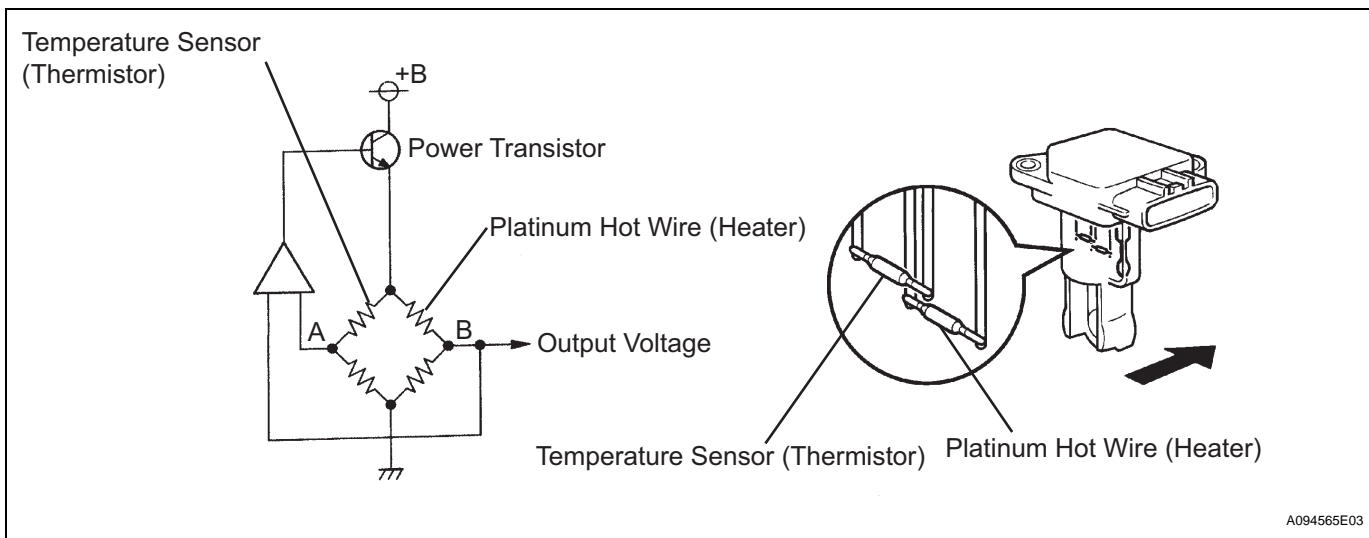 Temperature Sensor
(Thermistor)
+B
Power Transistor
Platinum Hot Wire (Heater)
A
B
Output Voltage
Temperature Sensor (Thermistor)
Platinum Hot Wire (Heater)
A094565E03